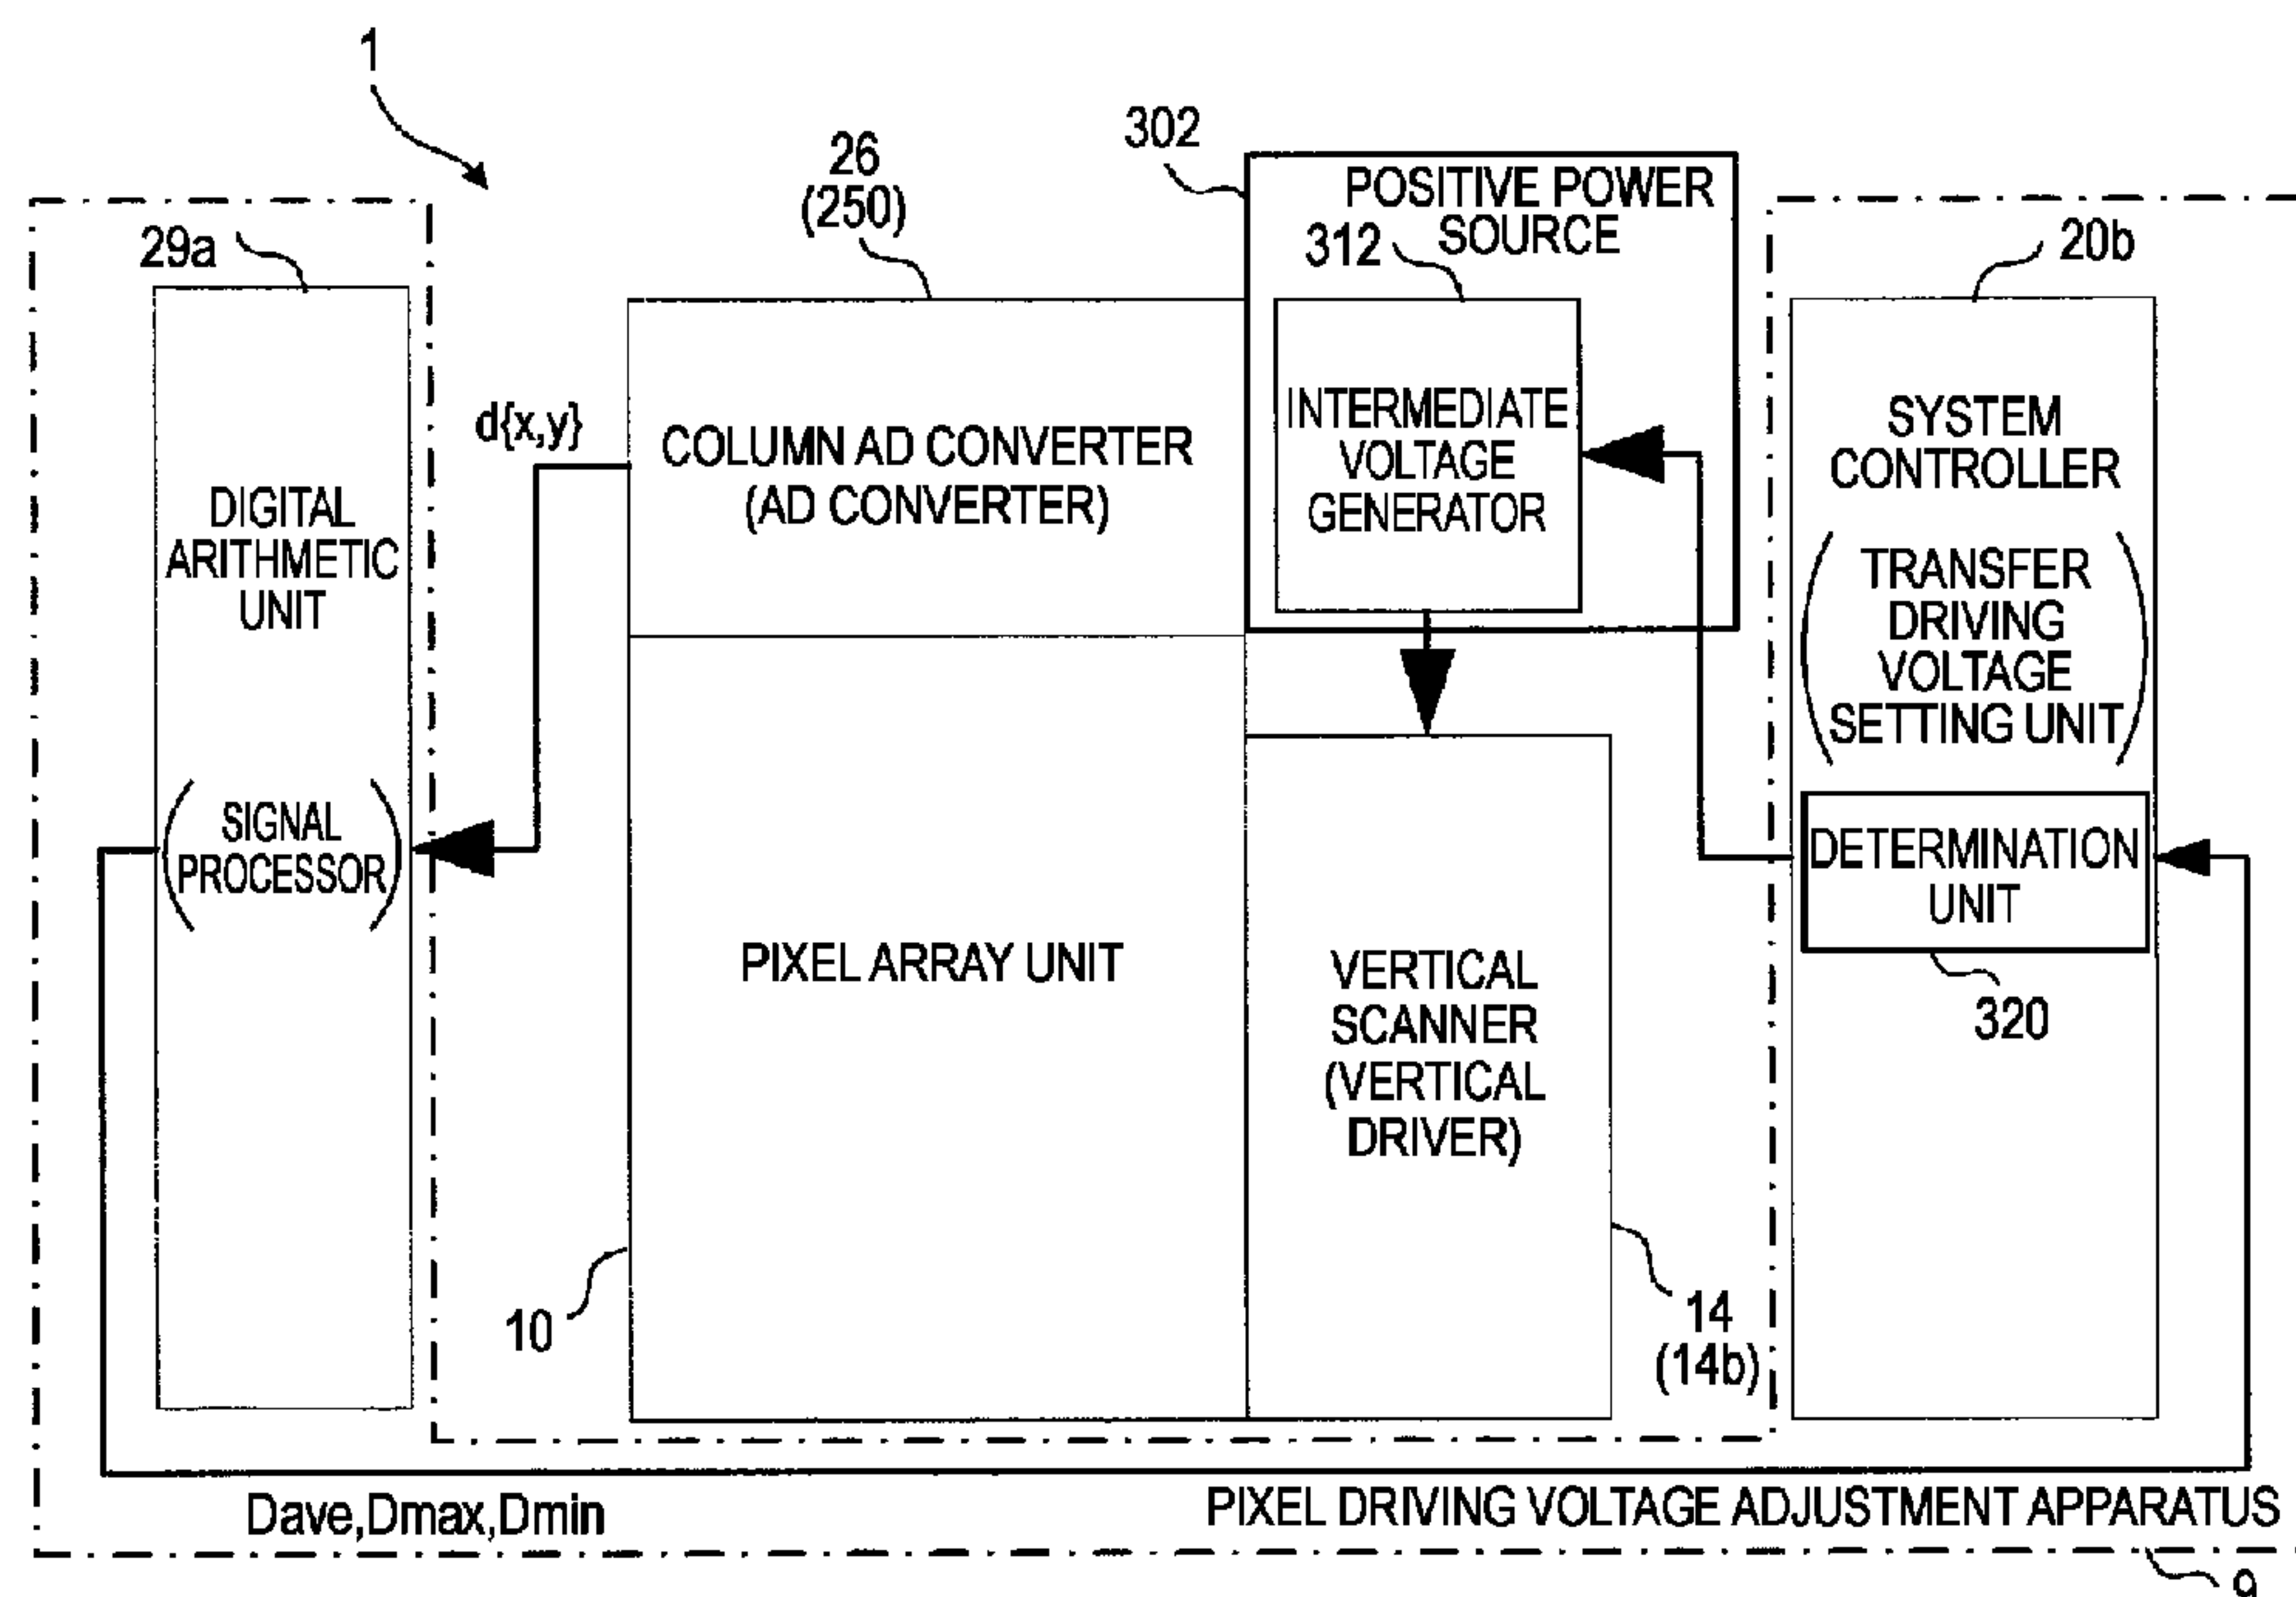 1
302
26
(250)
POSITIVE POWER
SOURCE
312
29a
20b
d{x,y}
COLUMN AD CONVERTER
(AD CONVERTER)
INTERMEDIATE
VOLTAGE
GENERATOR
SYSTEM
CONTROLLER
(TRANSFER
DRIVING
VOLTAGE
SETTING UNIT)
DIGITAL
ARITHMETIC
UNIT
(SIGNAL
PROCESSOR)
DETERMINATION
UNIT
320
PIXEL ARRAY UNIT
VERTICAL
SCANNER
(VERTICAL
DRIVER)
10
14
(14b)
Dave,Dmax,Dmin
PIXEL DRIVING VOLTAGE ADJUSTMENT APPARATUS
9